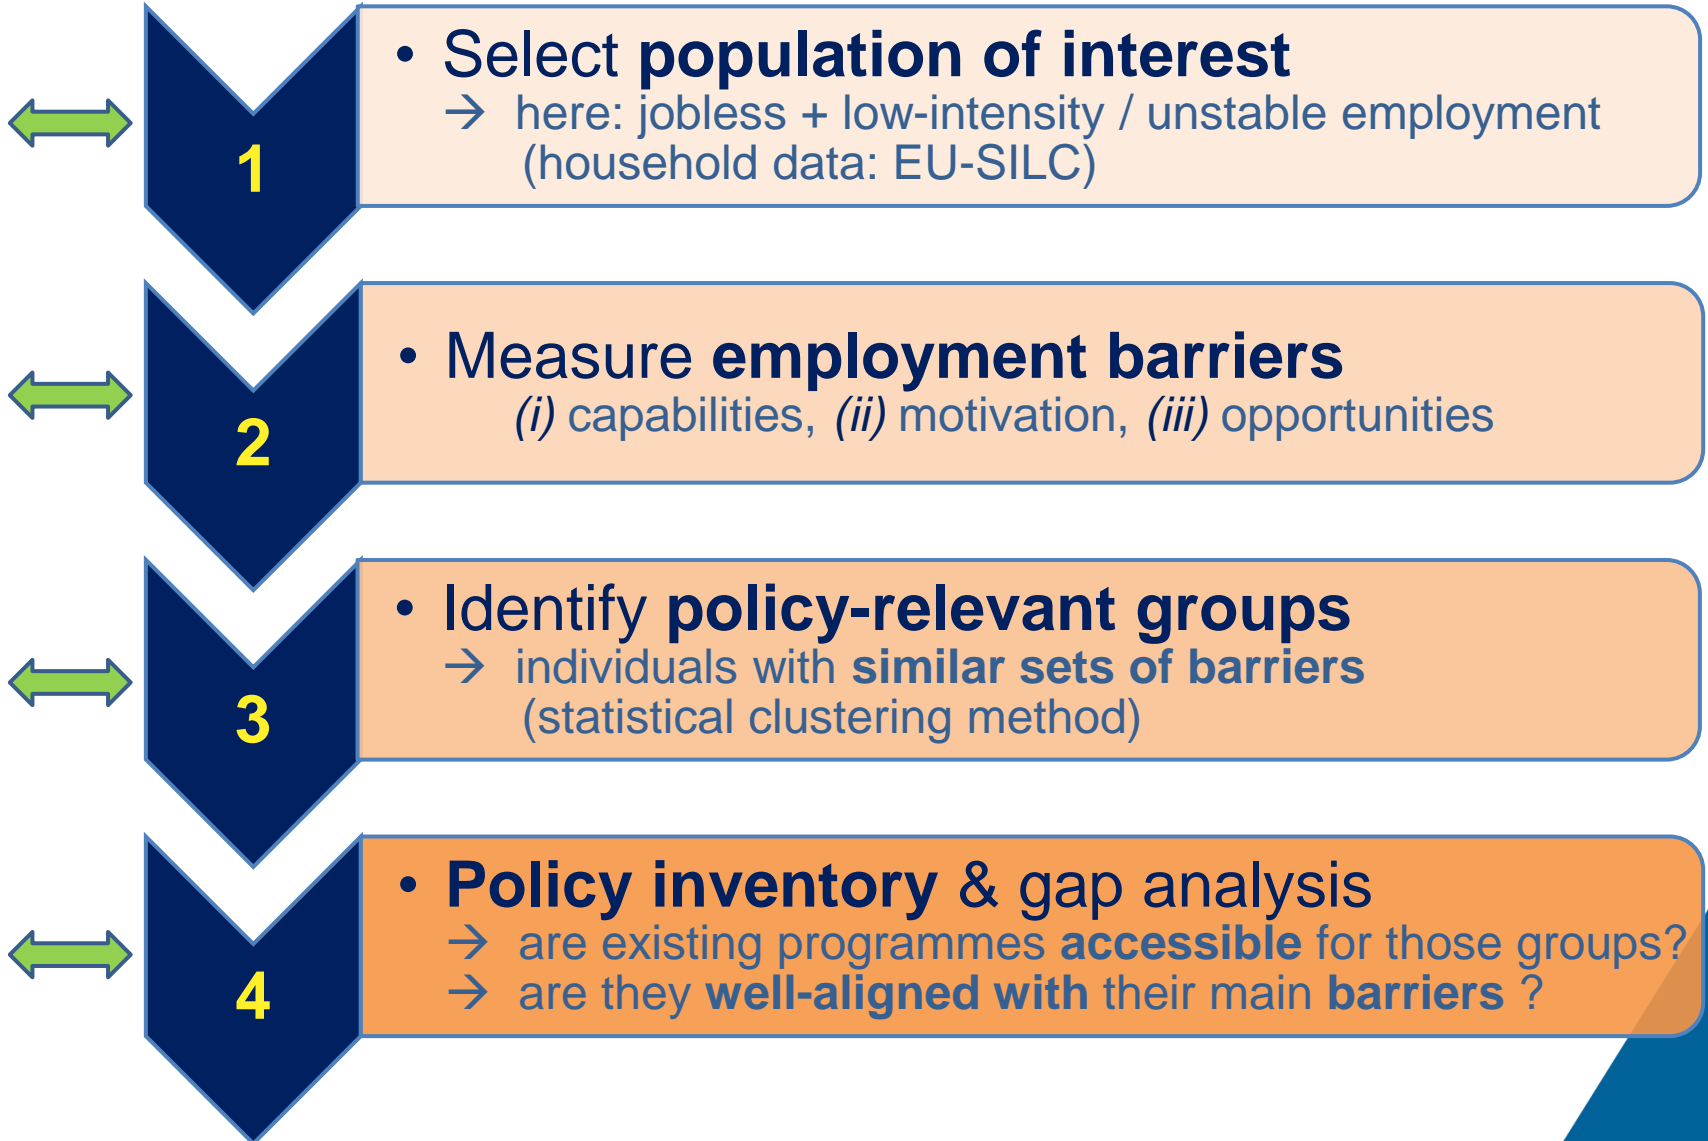 1
• Select population of interest
→ here: jobless + low-intensity / unstable employment
(household data: EU-SILC)
2
• Measure employment barriers
(i) capabilities, (ii) motivation, (iii) opportunities
3
• Identify policy-relevant groups
→ individuals with similar sets of barriers
(statistical clustering method)
4
• Policy inventory & gap analysis
→ are existing programmes accessible for those groups?
→ are they well-aligned with their main barriers ?